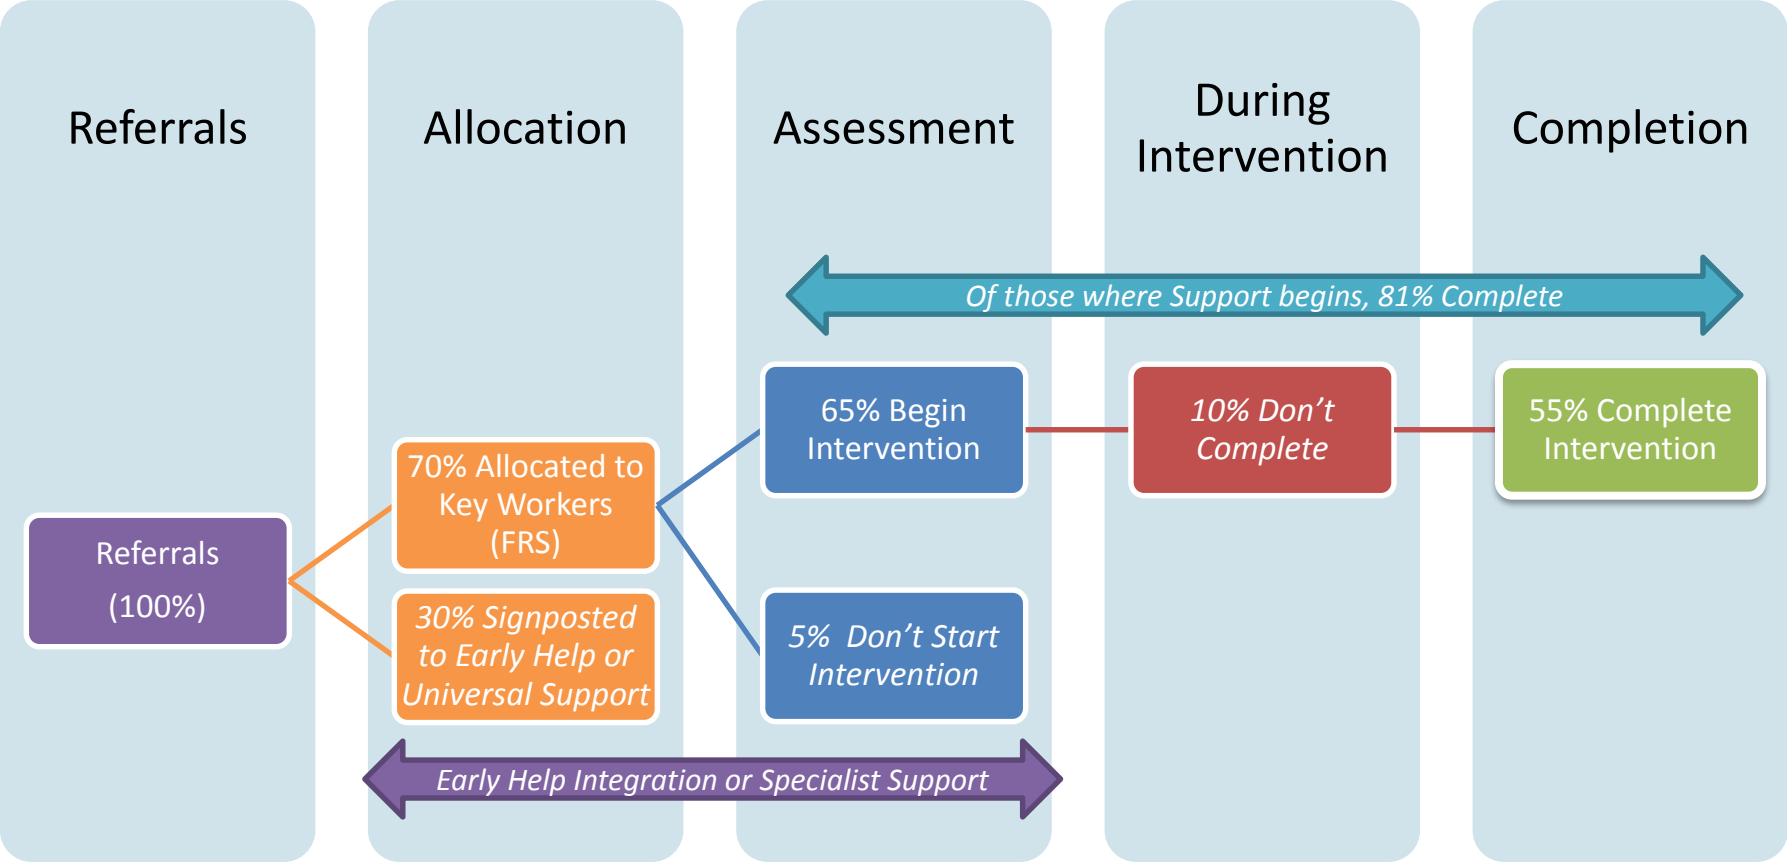 Referrals
Allocation
Assessment
During
Intervention
Completion
Of those where Support begins, 81% Complete
Referrals
(100%)
70% Allocated to
Key Workers
(FRS)
30% Signposted
to Early Help or
Universal Support
65% Begin
Intervention
5%  Don’t Start
Intervention
10% Don’t
Complete
55% Complete
Intervention
Early Help Integration or Specialist Support